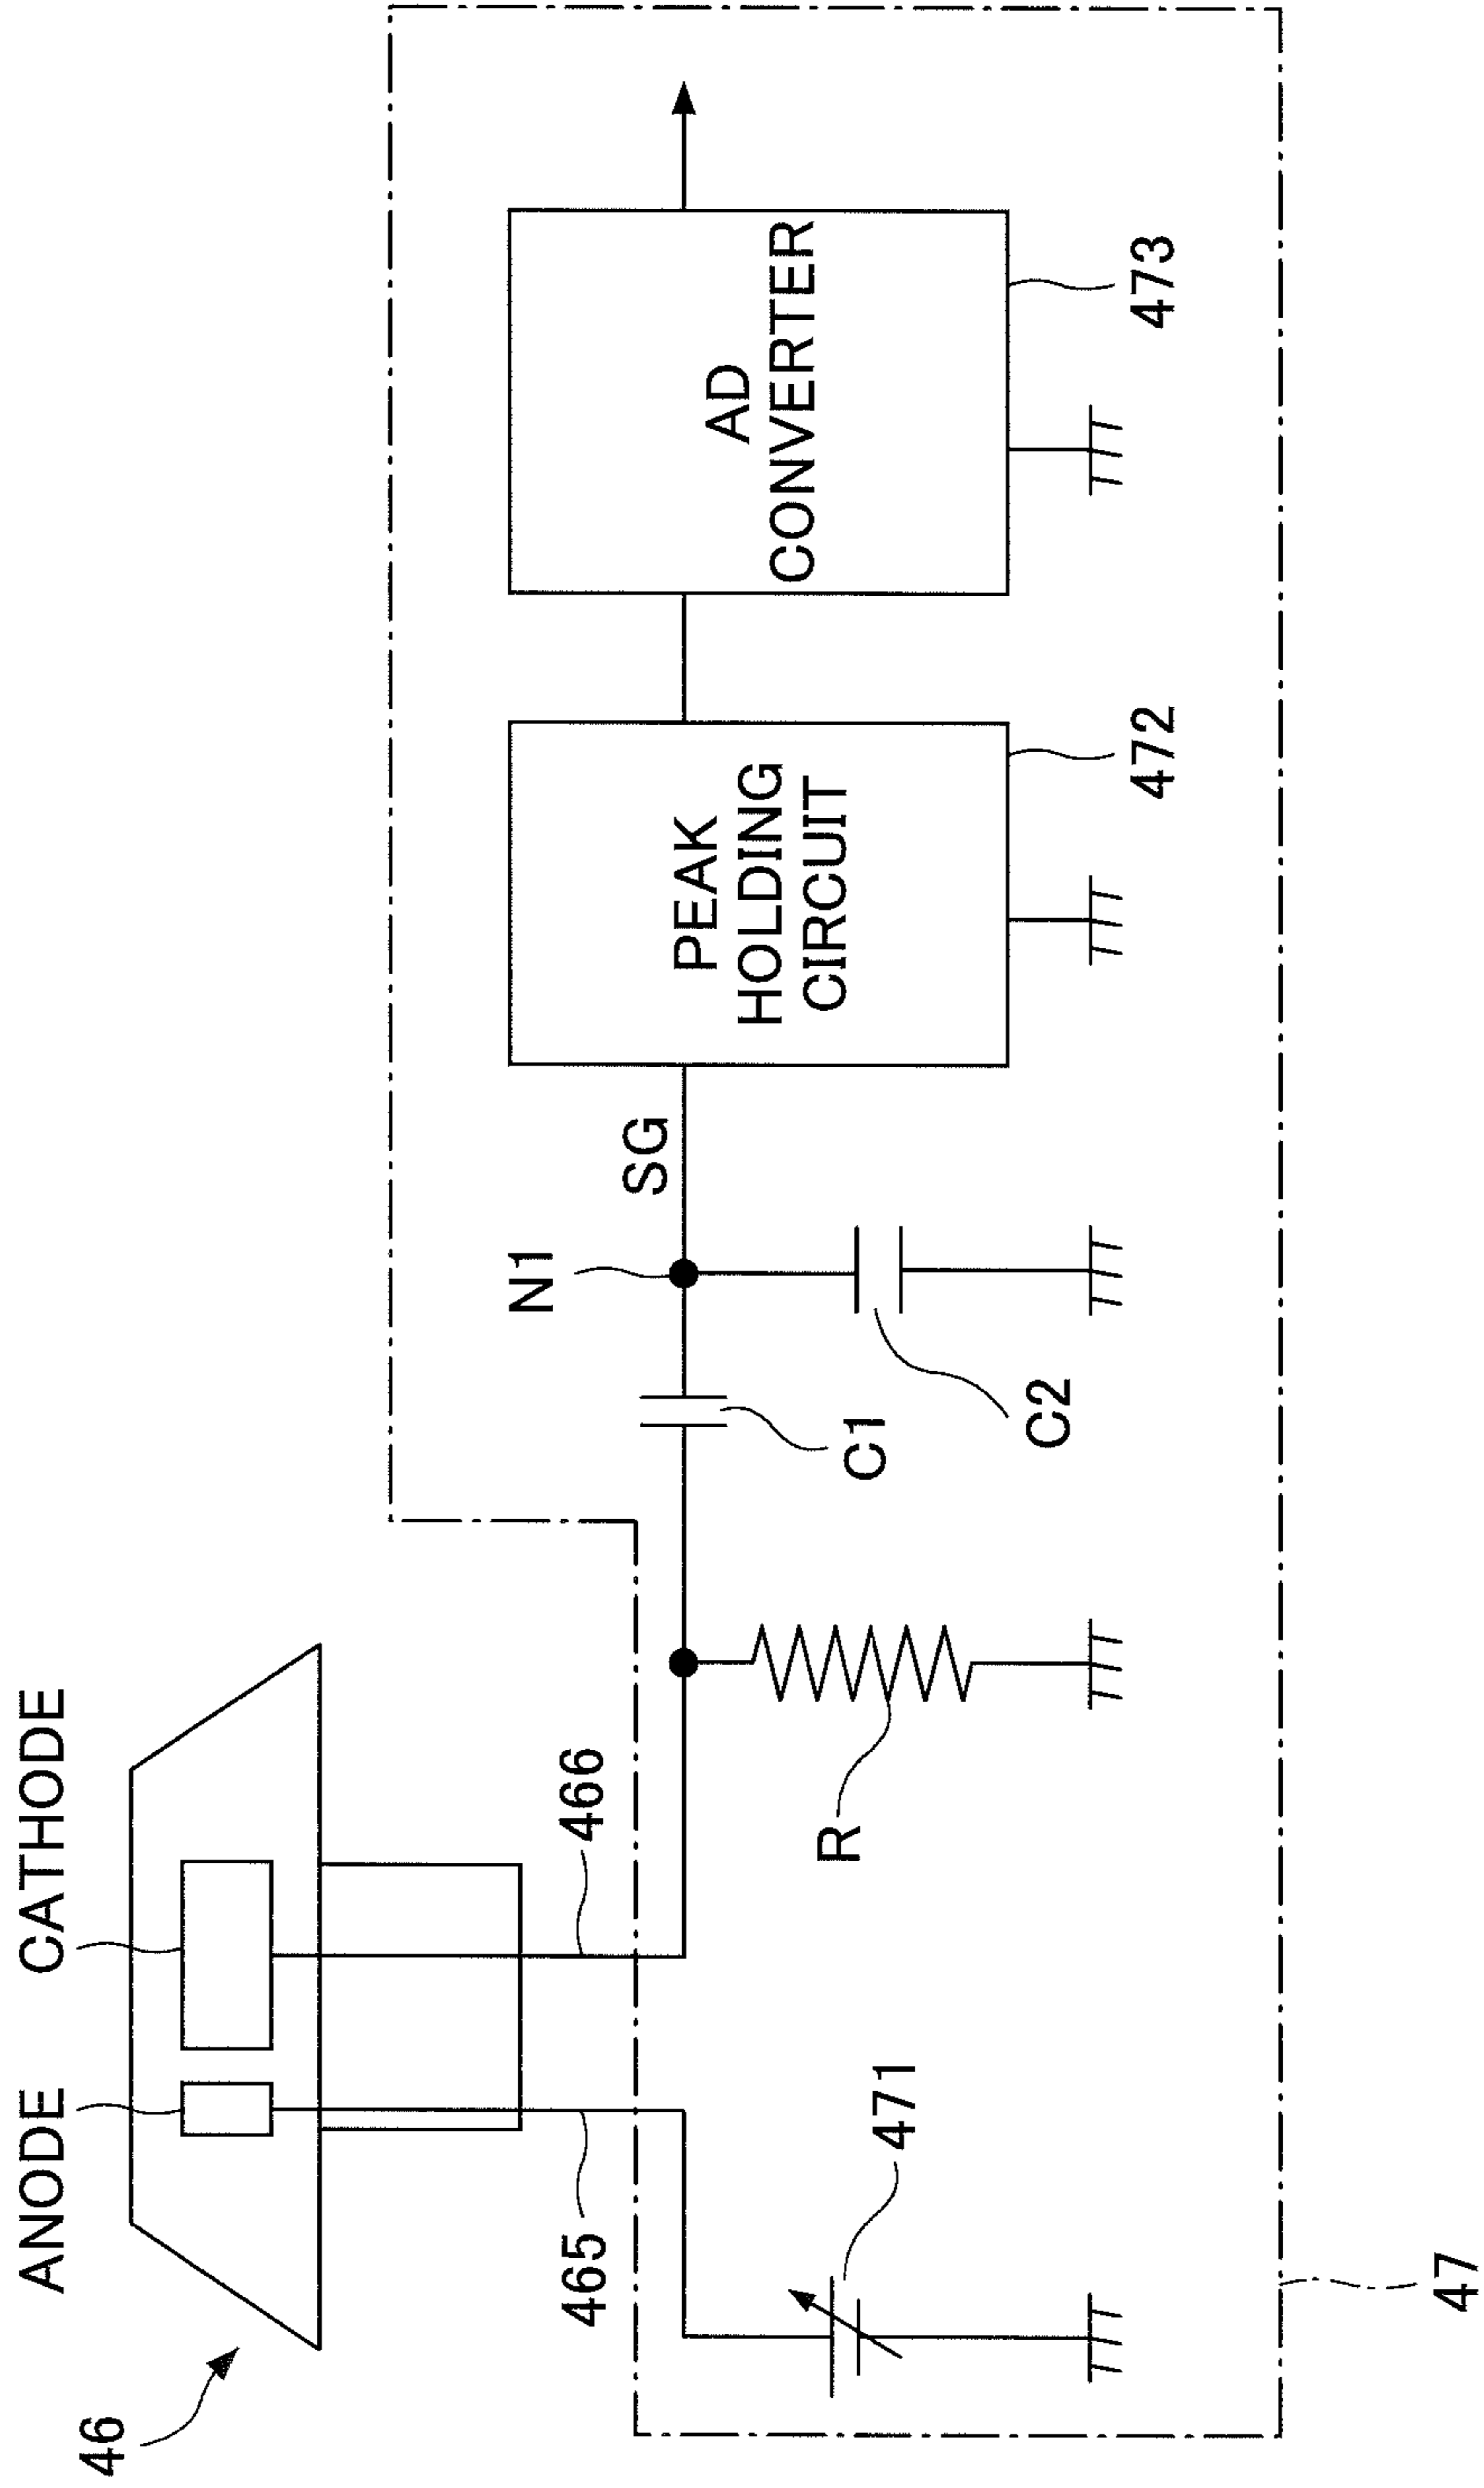 46
ANODE
CATHODE
465
466
471
R
C1
C2
N1
SG
PEAK
HOLDING
CIRCUIT
472
AD
CONVERTER
473
47